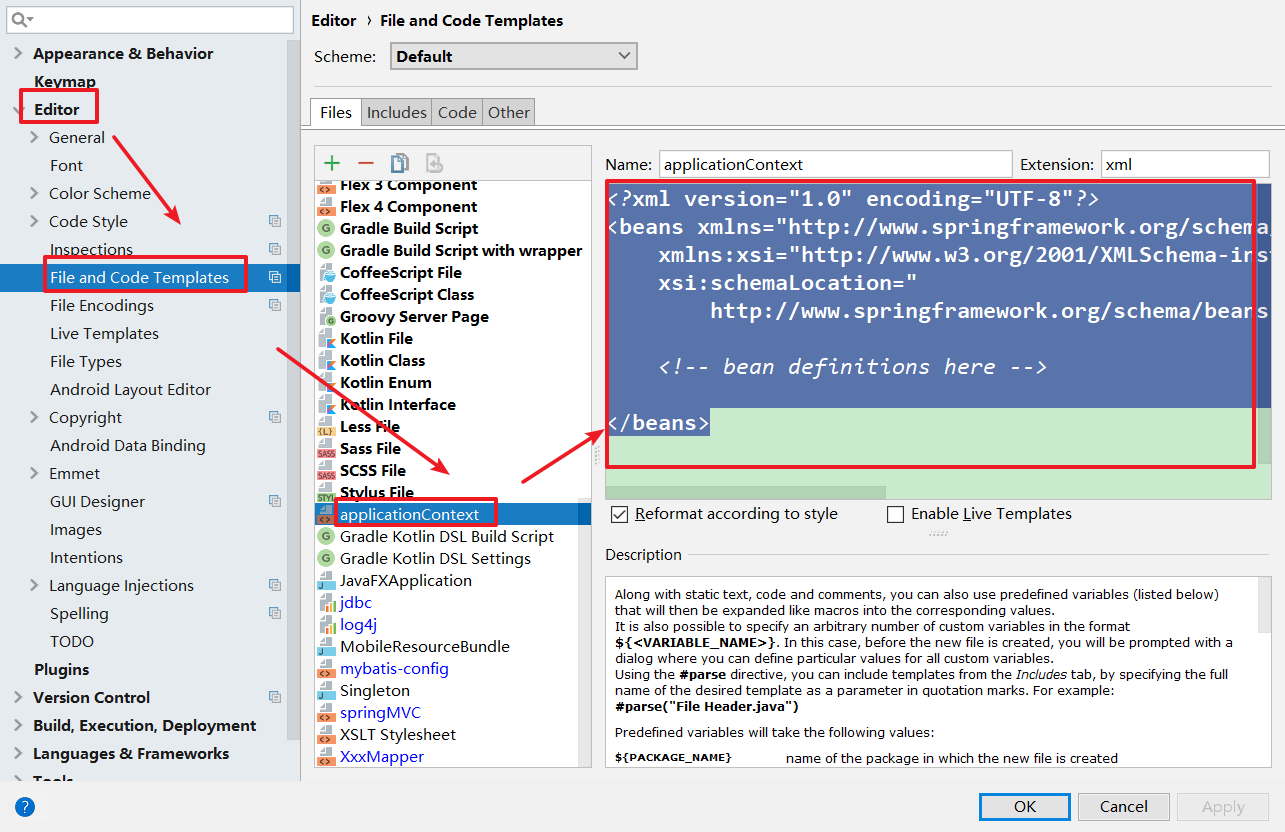 Appearance & Behavior
Keymap
Editor
General
Font
Color Scheme
Code Style
Inspections
File and Code Templates
File Encodings
Live Templates
File Types
Android Layout Editor
Copyright
Android Data Binding
Emmet
GUI Designer
Images
Intentions
Language Injections
Spelling
TODO
Plugins
Version Control
Build, Execution, Deployment
Languages & Frameworks
Tools
Editor › File and Code Templates
Scheme: Default
Files Includes Code Other
Flex 3 Component
Flex 4 Component
Gradle Build Script
Gradle Build Script with wrapper
CoffeeScript File
CoffeeScript Class
Groovy Server Page
Kotlin File
Kotlin Class
Kotlin Enum
Kotlin Interface
Less File
Sass File
SCSS File
Stylus File
applicationContext
Gradle Kotlin DSL Build Script
Gradle Kotlin DSL Settings
JavaFXApplication
jdbc
log4j
MobileResourceBundle
mybatis-config
Singleton
springMVC
XSLT Stylesheet
XxxMapper
Name: applicationContext Extension: xml
<?xml version="1.0" encoding="UTF-8"?>
<beans xmlns="http://www.springframework.org/schema/
xmlns:xsi="http://www.w3.org/2001/XMLSchema-inst
xsi:schemaLocation="
http://www.springframework.org/schema/beans
<!-- bean definitions here -->
</beans>
Reformat according to style Enable Live Templates
Description
Along with static text, code and comments, you can also use predefined variables (listed below)
that will then be expanded like macros into the corresponding values.
It is also possible to specify an arbitrary number of custom variables in the format
${<VARIABLE_NAME>}. In this case, before the new file is created, you will be prompted with a
dialog where you can define particular values for all custom variables.
Using the #parse directive, you can include templates from the Includes tab, by specifying the full
name of the desired template as a parameter in quotation marks. For example:
#parse("File Header.java")
Predefined variables will take the following values:
${PACKAGE_NAME} name of the package in which the new file is created
? OK Cancel Apply